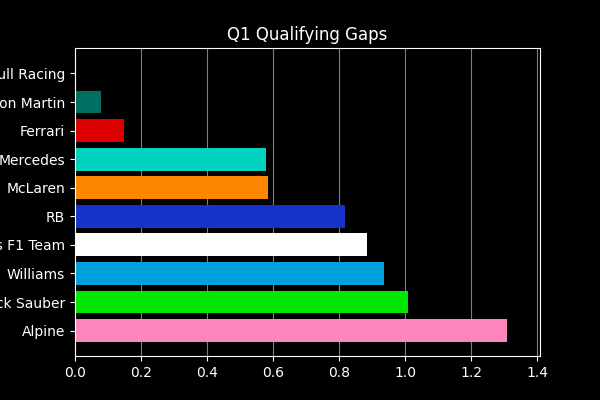 Q1 Qualifying Gaps
ull Racing
on Martin
Ferrari
Mercedes
McLaren
RB
s F1 Team
Williams
ck Sauber
Alpine
0.0 0.2 0.4 0.6 0.8 1.0 1.2 1.4